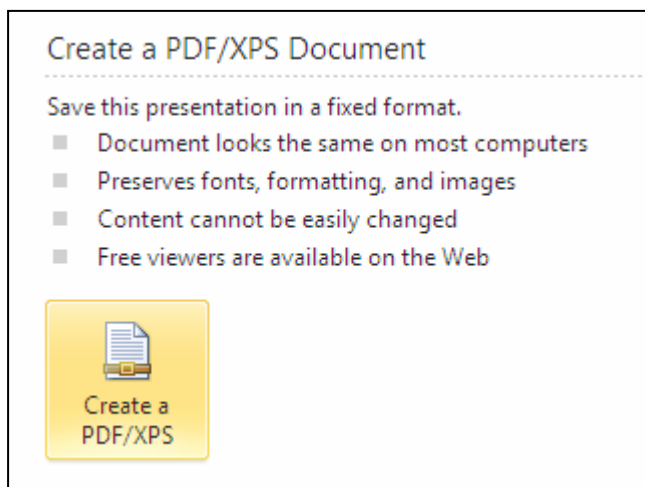 Create a PDF/XPS Document
Save this presentation in a fixed format.
Document looks the same on most computers
Preserves fonts, formatting, and images
Content cannot be easily changed
Free viewers are available on the Web
Create a
PDF/XPS